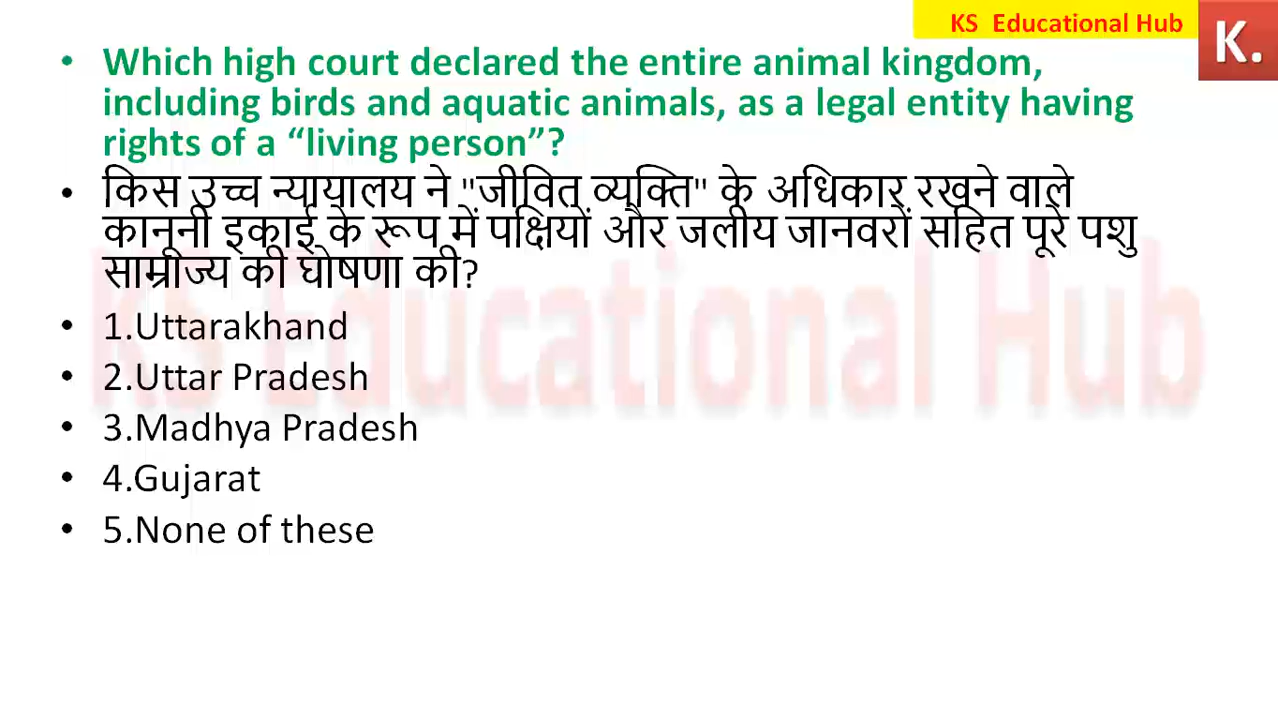 KS Educational Hub
K.
• Which high court declared the entire animal kingdom,
including birds and aquatic animals, as a legal entity having
rights of a “living person”?
• किस उच्च न्यायालय ने "जीवित व्यक्ति" के अधिकार रखने वाले
कानूनी इकाई के रूप में पक्षियों और जलीय जानवरों सहित पूरे पशु
साम्राज्य की घोषणा की?
• 1.Uttarakhand
• 2.Uttar Pradesh
• 3.Madhya Pradesh
• 4.Gujarat
• 5.None of these
KS Educational Hub